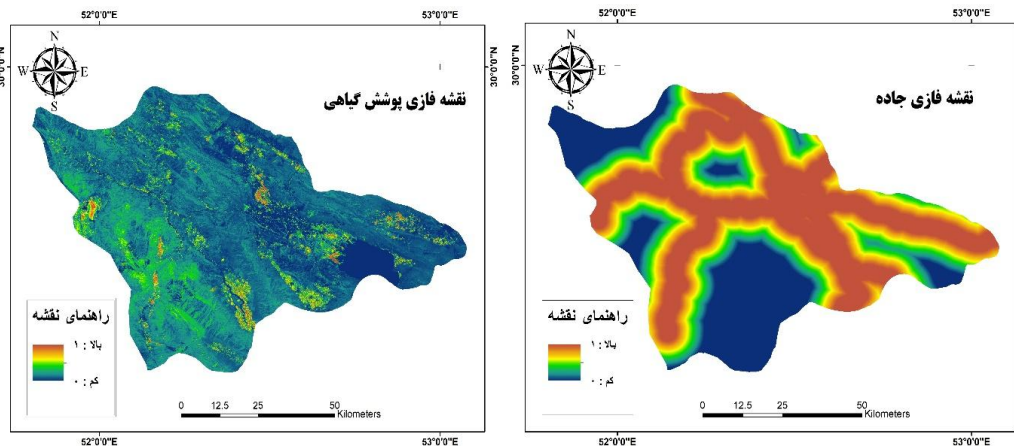 52°0'0"E
53°0'0"E
30°0'0"N
N
W
E
S
نقشه فازی پوشش گیاهی
راهنمای نقشه
بالا : ۱
کم : ۰
0 12.5 25 50
Kilometers
52°0'0"E
53°0'0"E
52°0'0"E
53°0'0"E
30°0'0"N
N
W
E
S
نقشه فازی جاده
راهنمای نقشه
بالا : ۱
کم : ۰
0 12.5 25 50
Kilometers
52°0'0"E
53°0'0"E